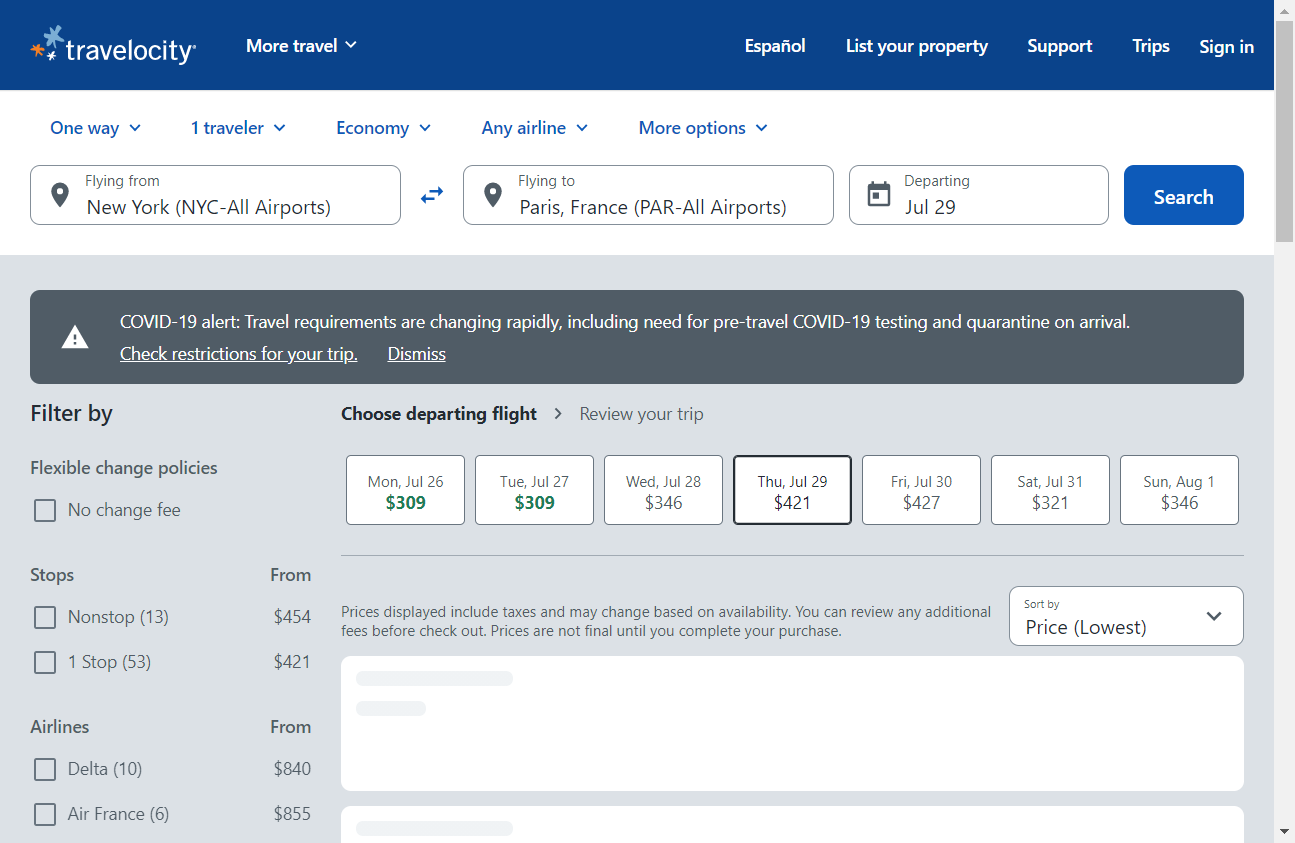 travelocity
More travel
Español
List your property
Support
Trips
Sign in
One way
1 traveler
Economy
Any airline
More options
Flying from
New York (NYC-All Airports)
Flying to
Paris, France (PAR-All Airports)
Departing
Jul 29
Search
COVID-19 alert: Travel requirements are changing rapidly, including need for pre-travel COVID-19 testing and quarantine on arrival.
Check restrictions for your trip. Dismiss
Filter by
Flexible change policies
No change fee
Stops From
Nonstop (13) $454
1 Stop (53) $421
Airlines From
Delta (10) $840
Air France (6) $855
Choose departing flight > Review your trip
Mon, Jul 26
$309
Tue, Jul 27
$309
Wed, Jul 28
$346
Thu, Jul 29
$421
Fri, Jul 30
$427
Sat, Jul 31
$321
Sun, Aug 1
$346
Prices displayed include taxes and may change based on availability. You can review any additional
fees before check out. Prices are not final until you complete your purchase.
Sort by
Price (Lowest)